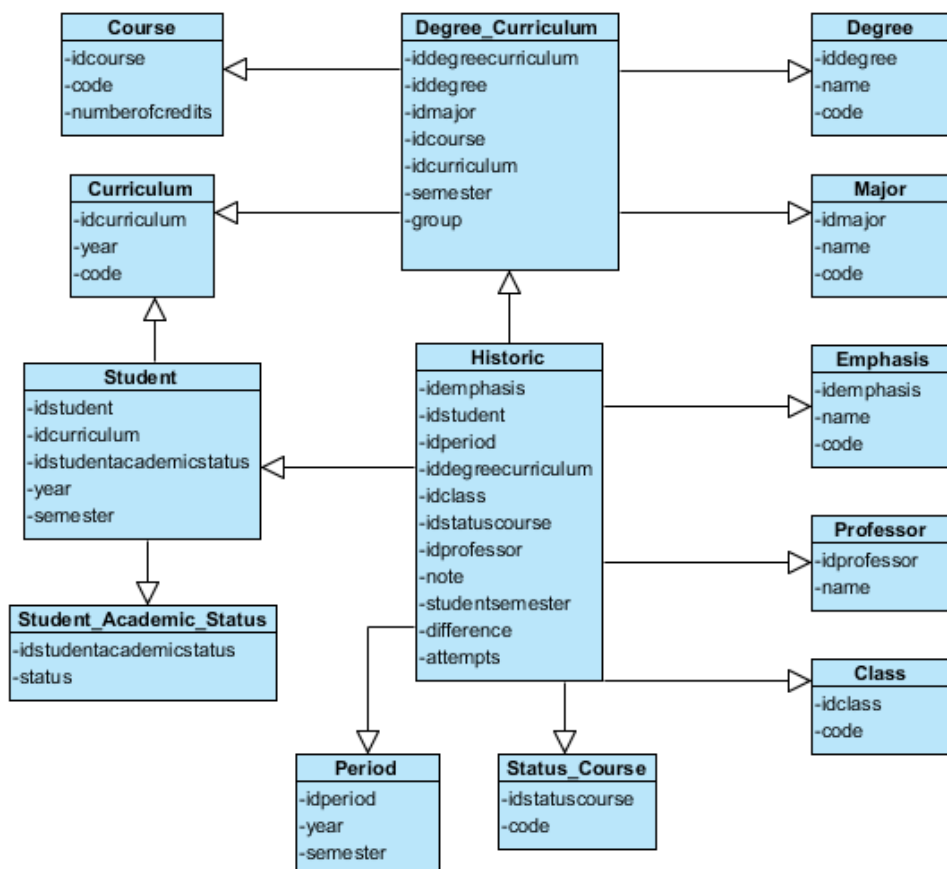 Course
-idcourse
-code
-numberofcredits
Degree_Curriculum
-iddegreecurriculum
-iddegree
-idmajor
-idcourse
-idcurriculum
-semester
-group
Degree
-iddegree
-name
-code
Curriculum
-idcurriculum
-year
-code
Major
-idmajor
-name
-code
Student
-idstudent
-idcurriculum
-idstudentacademicstatus
-year
-semester
Historic
-idemphasis
-idstudent
-idperiod
-iddegreecurriculum
-idclass
-idstatuscourse
-idprofessor
-note
-studentsemester
-difference
-attempts
Emphasis
-idemphasis
-name
-code
Professor
-idprofessor
-name
Student_Academic_Status
-idstudentacademicstatus
-status
Class
-idclass
-code
Period
-idperiod
-year
-semester
Status_Course
-idstatuscourse
-code